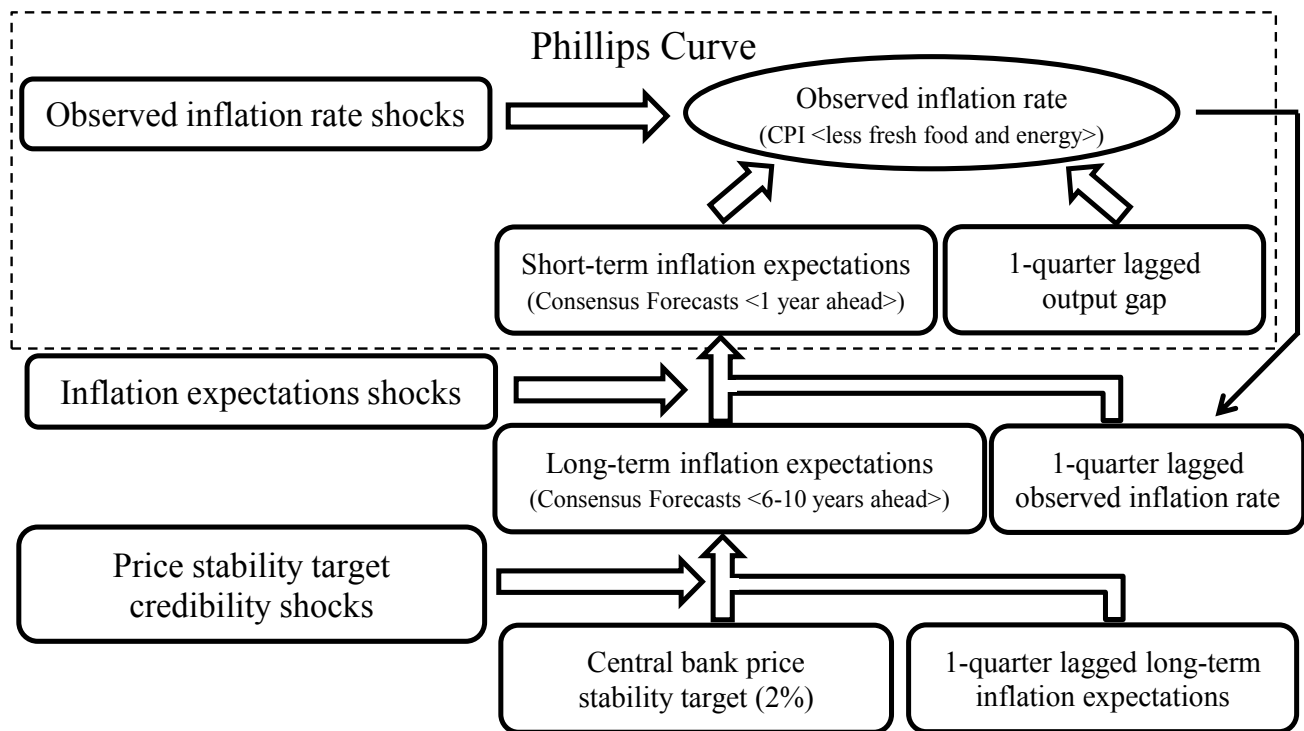 Phillips Curve
Observed inflation rate shocks
Observed inflation rate
(CPI <less fresh food and energy>)
Short-term inflation expectations
(Consensus Forecasts <1 year ahead>)
1-quarter lagged
output gap
Inflation expectations shocks
Long-term inflation expectations
(Consensus Forecasts <6-10 years ahead>)
1-quarter lagged
observed inflation rate
Price stability target
credibility shocks
Central bank price
stability target (2%)
1-quarter lagged long-term
inflation expectations